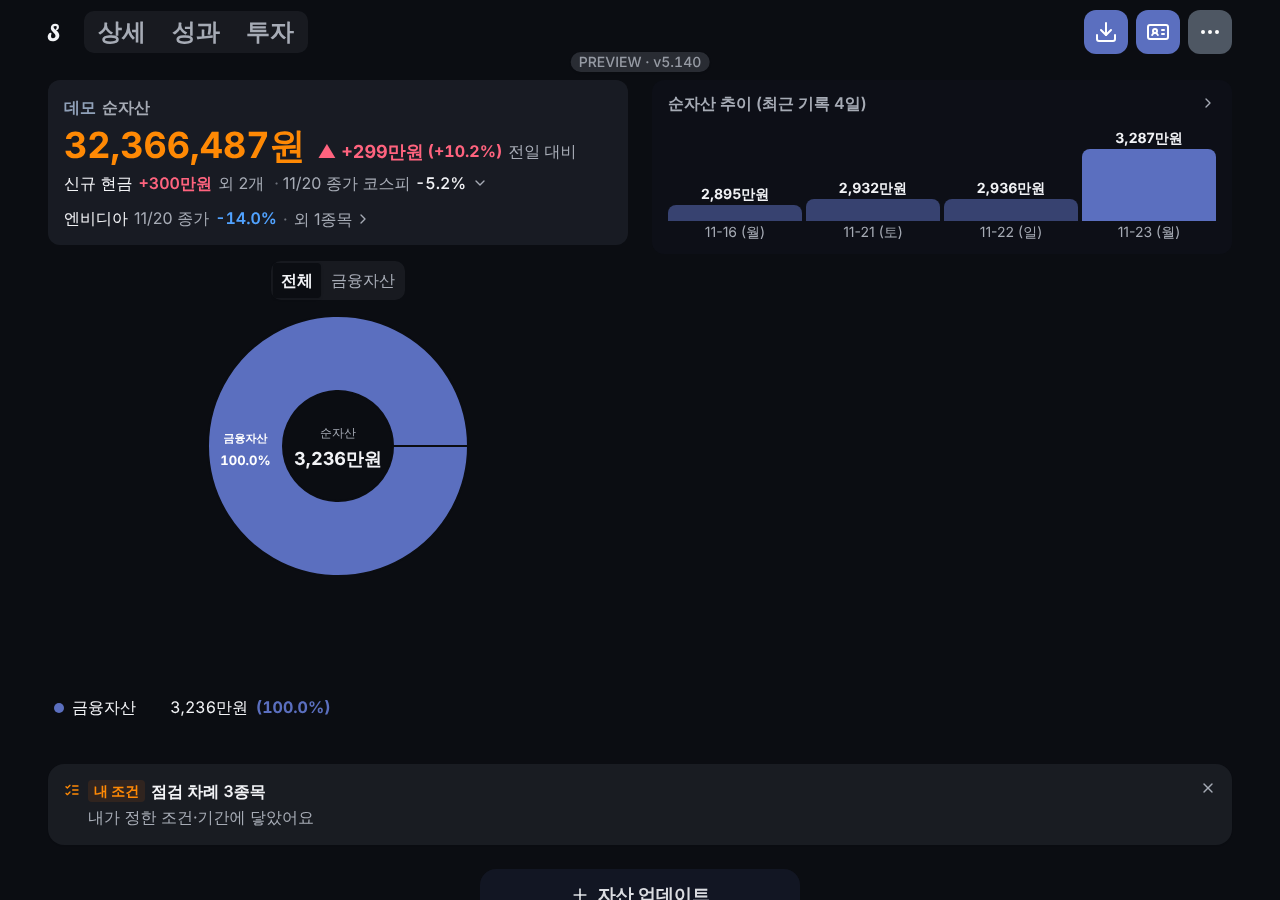 S
상세 성과 투자
PREVIEW · v5.140
데모 순자산
32,366,487원 ▲ +299만원 (+10.2%) 전일 대비
신규 현금 +300만원 외 2개 · 11/20 종가 코스피 -5.2%
엔비디아 11/20 종가 -14.0% · 외 1종목
순자산 추이 (최근 기록 4일)
2,895만원 2,932만원 2,936만원 3,287만원
11-16 (월) 11-21 (토) 11-22 (일) 11-23 (월)
전체 금융자산
금융자산
100.0%
순자산
3,236만원
금융자산 3,236만원 (100.0%)
내 조건 점검 차례 3종목
내가 정한 조건·기간에 닿았어요
+ 자산 업데이트